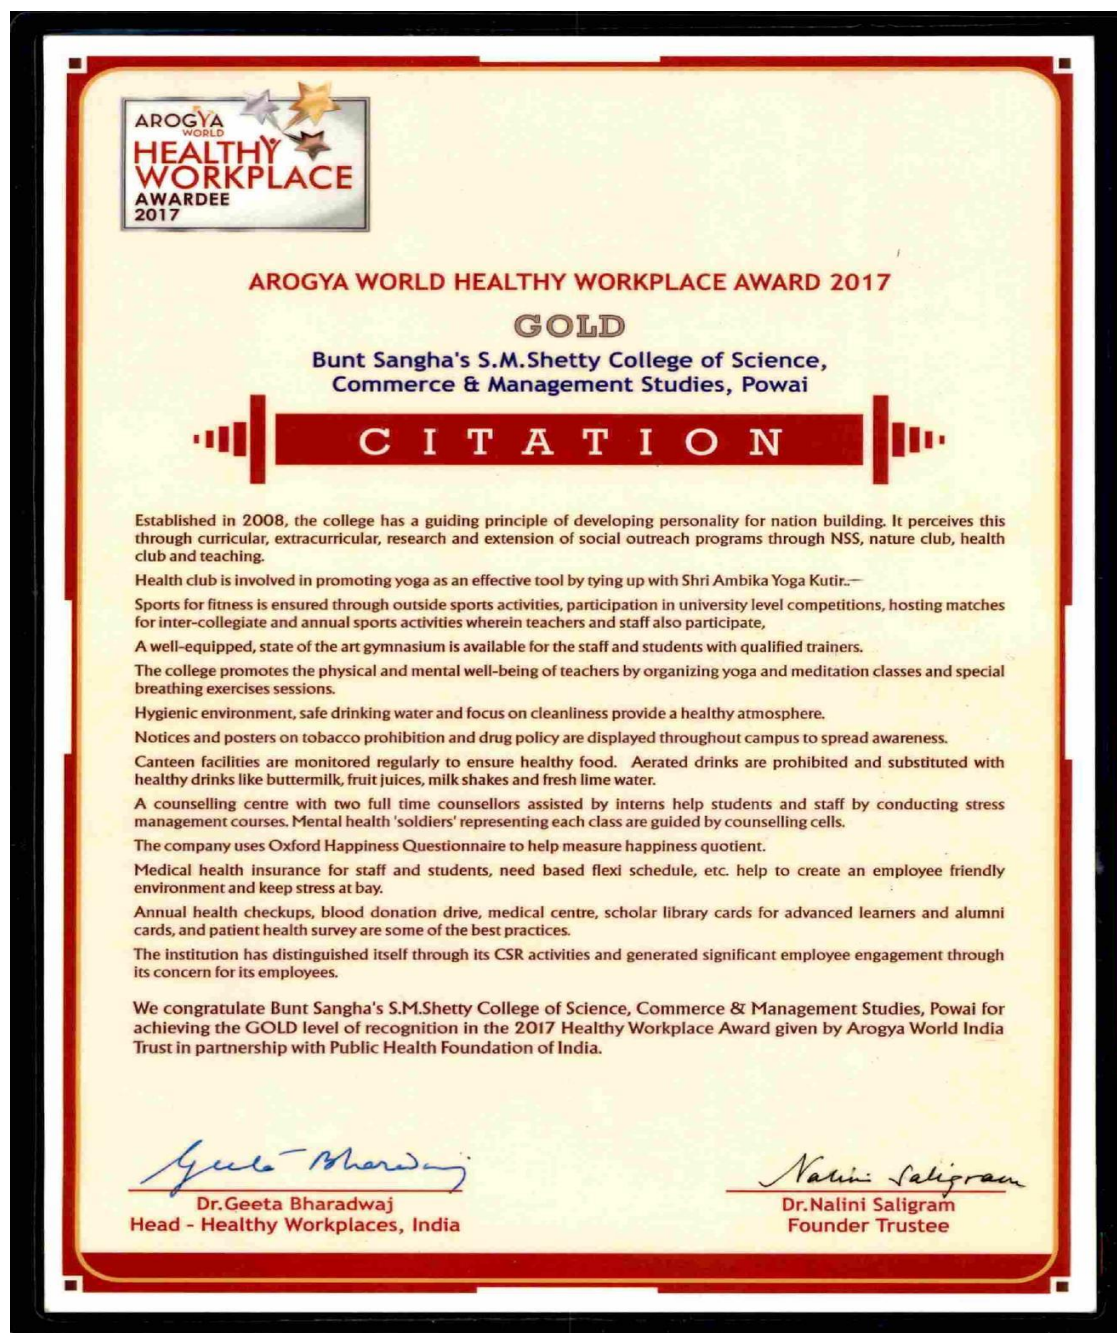 AROGYA
WORLD
HEALTHY
WORKPLACE
AWARDEE
2017
AROGYA WORLD HEALTHY WORKPLACE AWARD 2017
GOLD
Bunt Sangha's S.M.Shetty College of Science,
Commerce & Management Studies, Powai
CITATION
Established in 2008, the college has a guiding principle of developing personality for nation building. It perceives this
through curricular, extracurricular, research and extension of social outreach programs through NSS, nature club, health
club and teaching.
Health club is involved in promoting yoga as an effective tool by tying up with Shri Ambika Yoga Kutir..
Sports for fitness is ensured through outside sports activities, participation in university level competitions, hosting matches
for inter-collegiate and annual sports activities wherein teachers and staff also participate,
A well-equipped, state of the art gymnasium is available for the staff and students with qualified trainers.
The college promotes the physical and mental well-being of teachers by organizing yoga and meditation classes and special
breathing exercises sessions.
Hygienic environment, safe drinking water and focus on cleanliness provide a healthy atmosphere.
Notices and posters on tobacco prohibition and drug policy are displayed throughout campus to spread awareness.
Canteen facilities are monitored regularly to ensure healthy food. Aerated drinks are prohibited and substituted with
healthy drinks like buttermilk, fruit juices, milk shakes and fresh lime water.
A counselling centre with two full time counsellors assisted by interns help students and staff by conducting stress
management courses. Mental health 'soldiers' representing each class are guided by counselling cells.
The company uses Oxford Happiness Questionnaire to help measure happiness quotient.
Medical health insurance for staff and students, need based flexi schedule, etc. help to create an employee friendly
environment and keep stress at bay.
Annual health checkups, blood donation drive, medical centre, scholar library cards for advanced learners and alumni
cards, and patient health survey are some of the best practices.
The institution has distinguished itself through its CSR activities and generated significant employee engagement through
its concern for its employees.
We congratulate Bunt Sangha's S.M.Shetty College of Science, Commerce & Management Studies, Powai for
achieving the GOLD level of recognition in the 2017 Healthy Workplace Award given by Arogya World India
Trust in partnership with Public Health Foundation of India.
Geeta Bharadwaj
Dr.Geeta Bharadwaj
Head - Healthy Workplaces, India
Nalini Saligram
Dr.Nalini Saligram
Founder Trustee